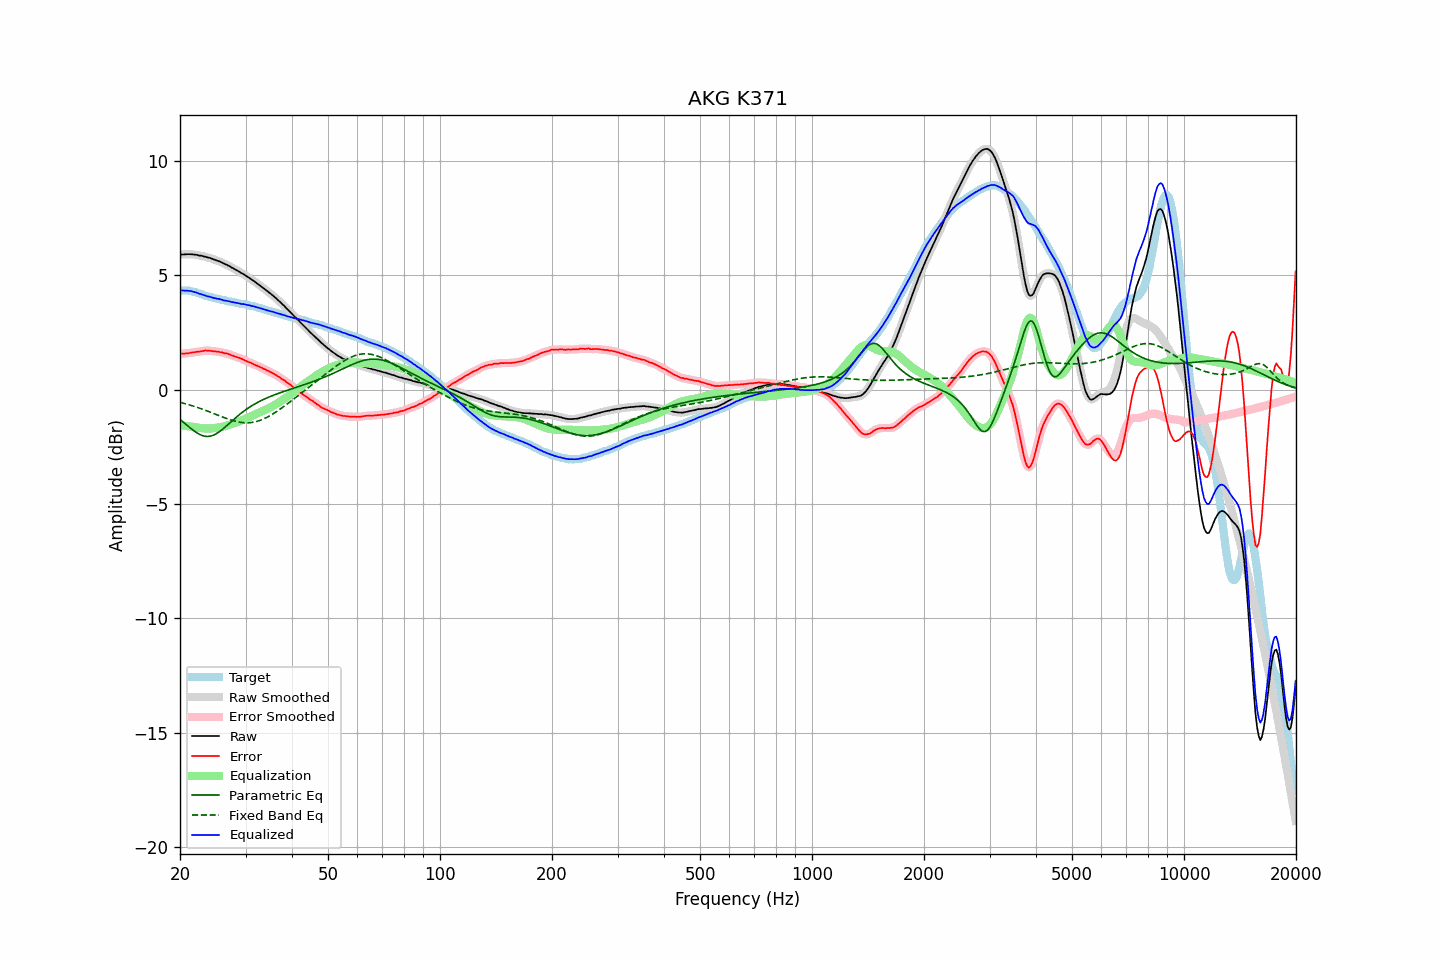 AKG K371
Amplitude (dBr)
10
5
0
−5
−10
−15
−20
Target
Raw Smoothed
Error Smoothed
Raw
Error
Equalization
Parametric Eq
Fixed Band Eq
Equalized
20
50
100
200
500
1000
2000
5000
10000
20000
Frequency (Hz)